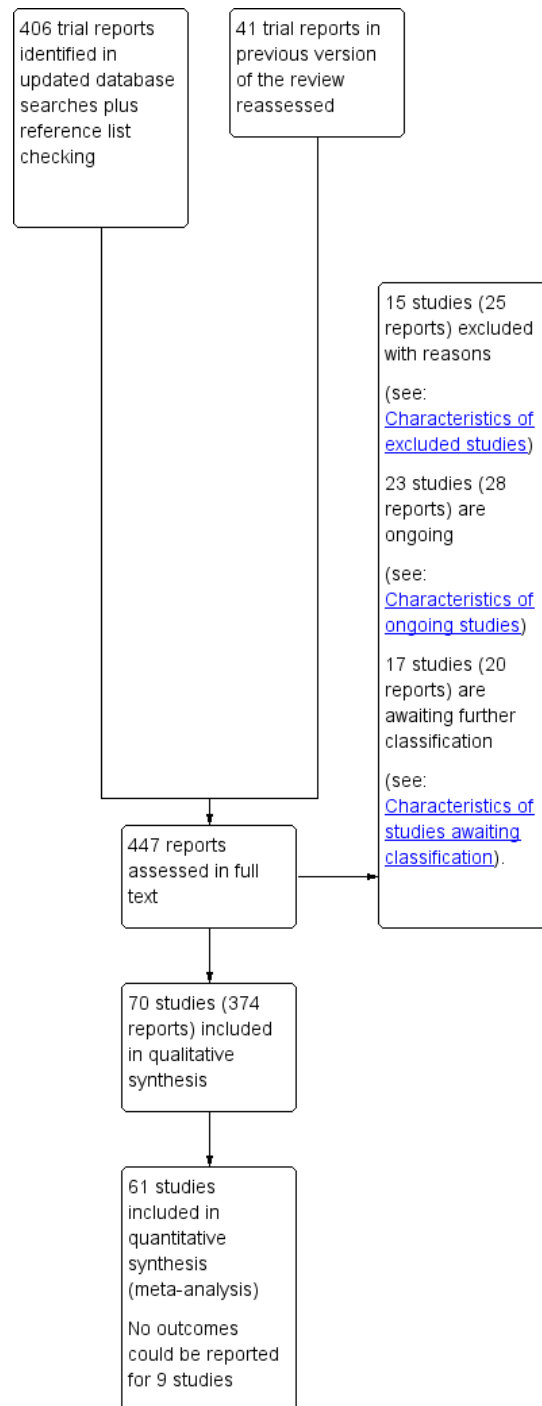 406 trial reports
identified in
updated database
searches plus
reference list
checking
41 trial reports in
previous version
of the review
reassessed
15 studies (25
reports) excluded
with reasons
(see:
Characteristics of
excluded studies)
23 studies (28
reports) are
ongoing
(see:
Characteristics of
ongoing studies)
17 studies (20
reports) are
awaiting further
classification
(see:
Characteristics of
studies awaiting
classification).
447 reports
assessed in full
text
70 studies (374
reports) included
in qualitative
synthesis
61 studies
included in
quantitative
synthesis
(meta-analysis)
No outcomes
could be reported
for 9 studies